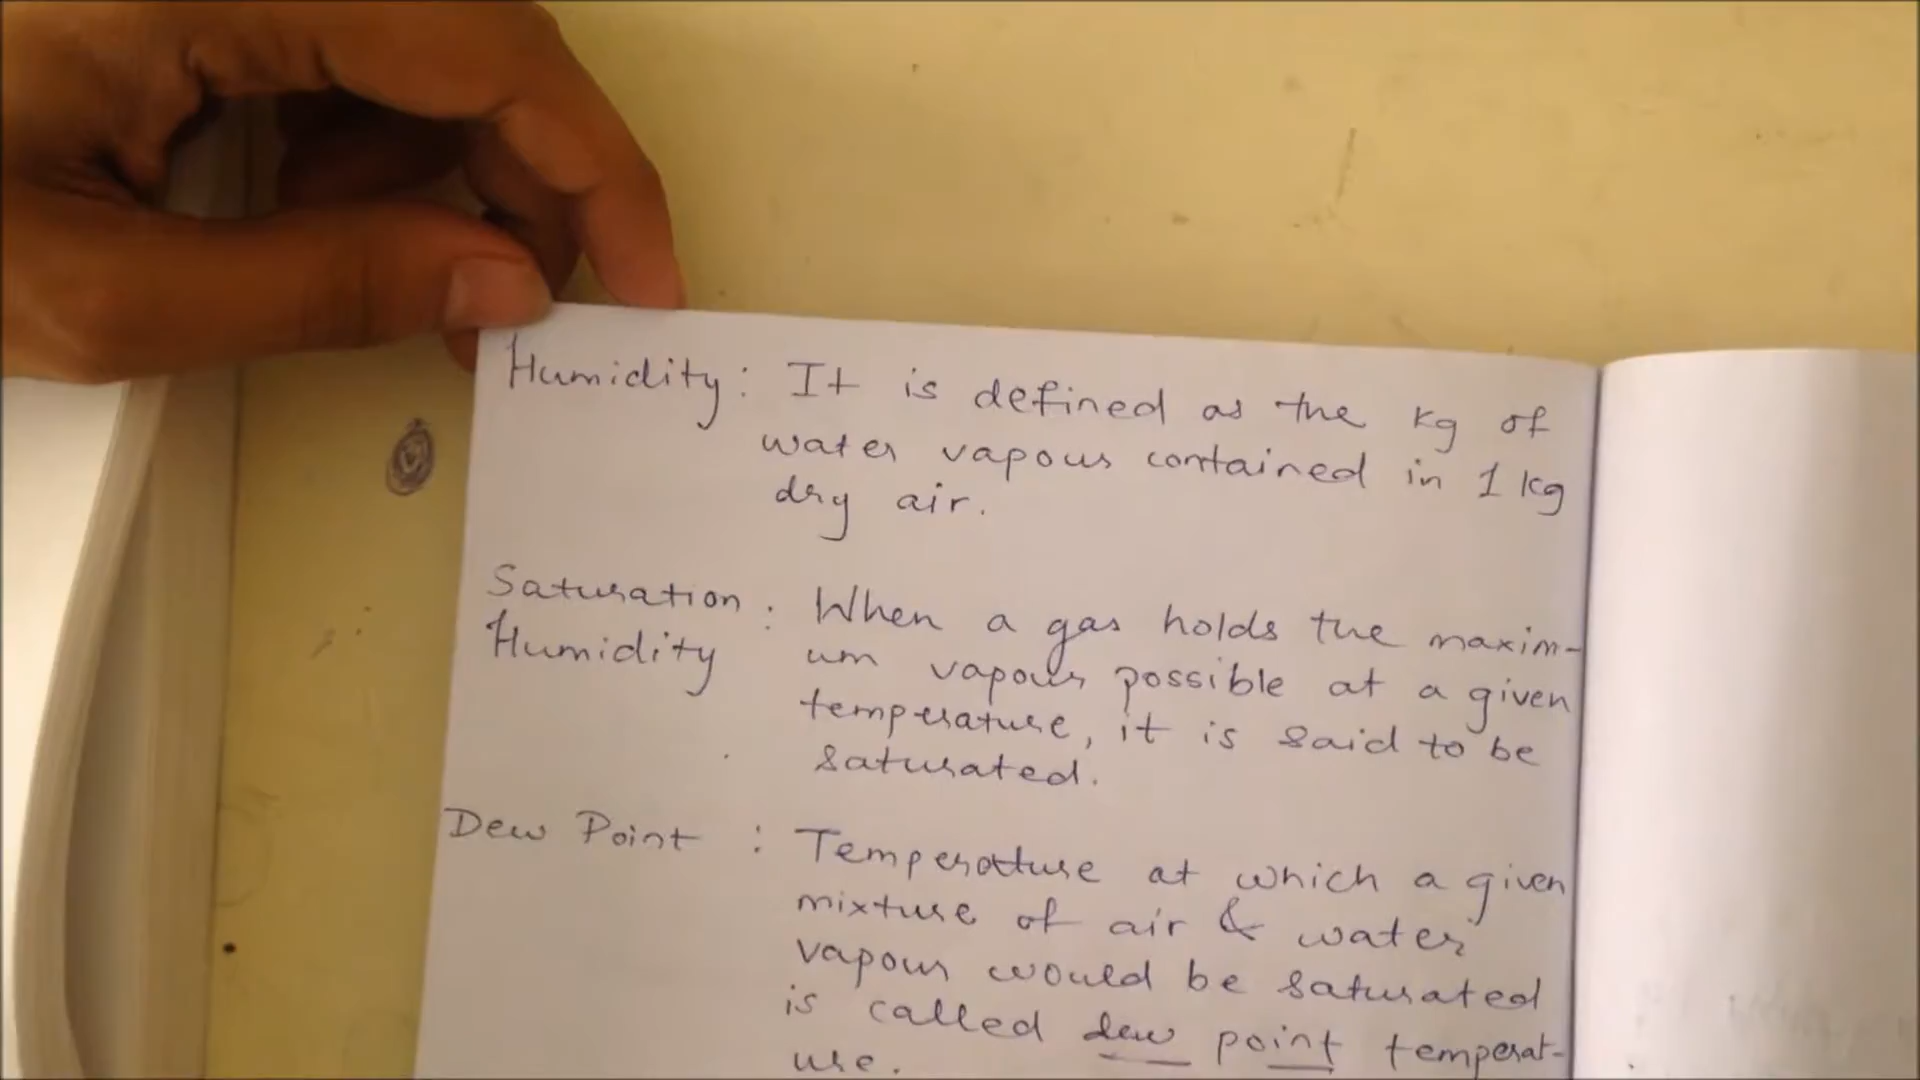 Humidity: It is defined as the kg of
water vapour contained in 1 kg
dry air.
Saturation : When a gas holds the maxim-
Humidity um vapour possible at a given
temperature, it is said to be
saturated.
Dew Point : Temperature at which a given
mixture of air & water
vapour would be saturated
is called dew point temperat-
ure.